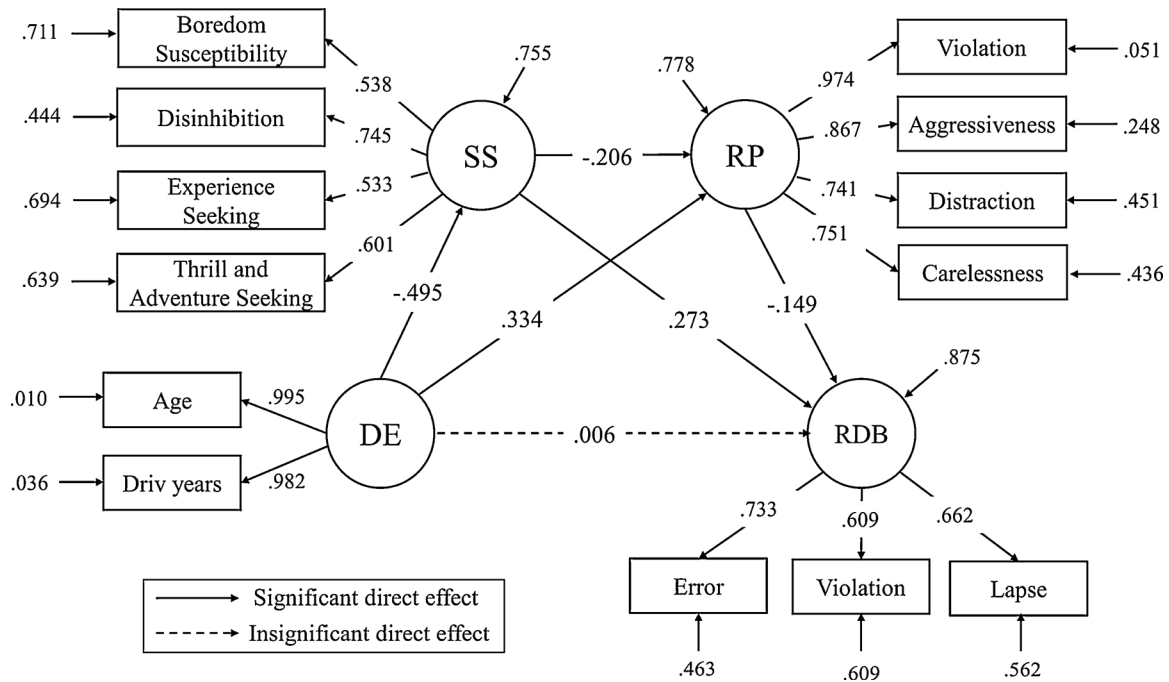 .711
Boredom
Susceptibility
.538
.444
Disinhibition
.745
.694
Experience
Seeking
.533
.639
Thrill and
Adventure Seeking
.601
.755
SS
-.206
.778
RP
.974
Violation
.051
.867
Aggressiveness
.248
.741
Distraction
.451
.751
Carelessness
.436
-.495
.334
.273
-.149
.010
Age
.995
.036
Driv years
.982
DE
.006
RDB
.875
.733
.609
.662
Error
Violation
Lapse
.463
.609
.562
Significant direct effect
Insignificant direct effect